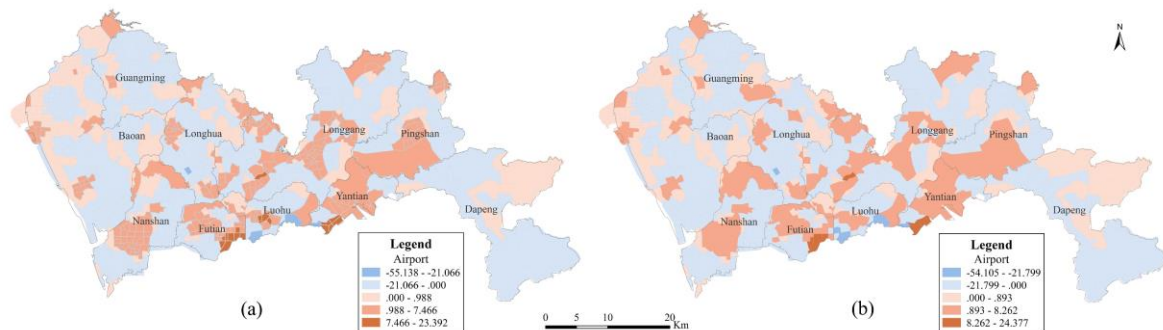 N
Guangming
Baoan
Longhua
Longgang
Pingshan
Nanshan
Futian
Luohu
Yantian
Dapeng
Legend
Airport
-55.138 - -21.066
-21.066 - .000
.000 - .988
.988 - 7.466
7.466 - 23.392
(a)
0 5 10 20
Km
Guangming
Baoan
Longhua
Longgang
Pingshan
Nanshan
Futian
Luohu
Yantian
Dapeng
Legend
Airport
-54.105 - -21.799
-21.799 - .000
.000 - .893
.893 - 8.262
8.262 - 24.377
(b)